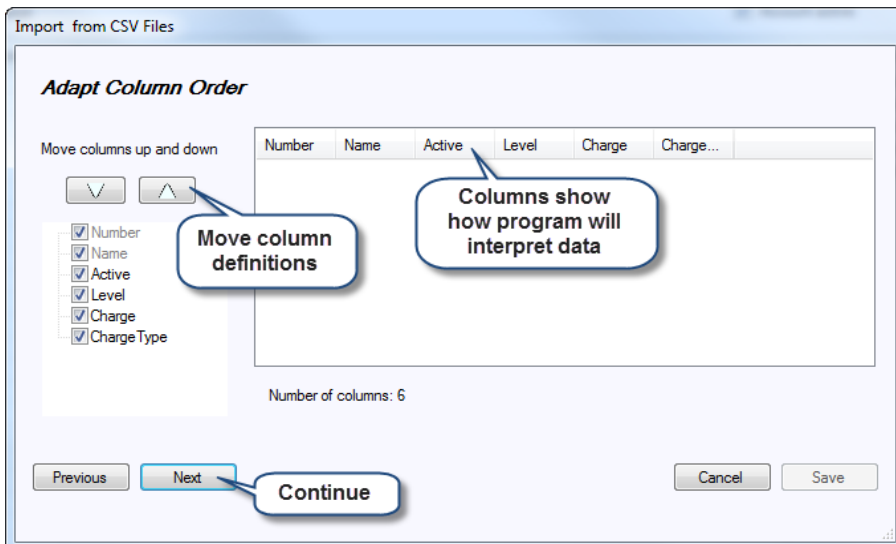 Import from CSV Files
Adapt Column Order
Move columns up and down
Number Name Active Level Charge Charge...
Columns show
how program will
interpret data
Move column
definitions
Number
Name
Active
Level
Charge
ChargeType
Number of columns: 6
Previous Next Cancel Save
Continue